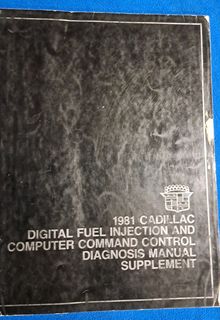 1981 CADILLAC
DIGITAL FUEL INJECTION AND
COMPUTER COMMAND CONTROL
DIAGNOSIS MANUAL
SUPPLEMENT